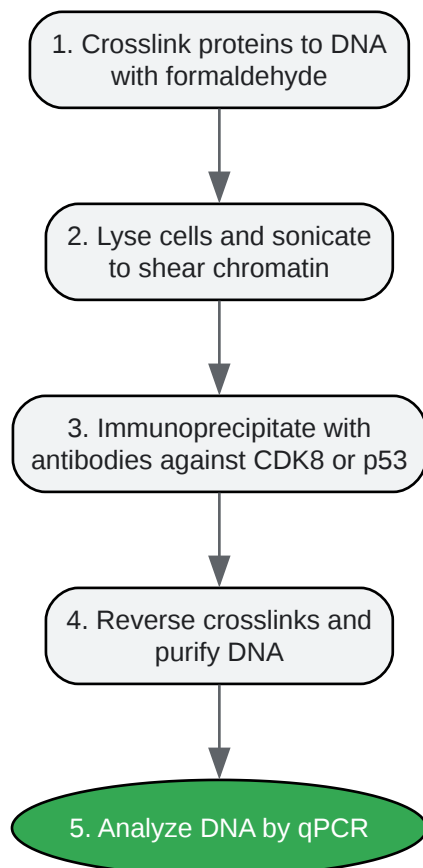 1. Crosslink proteins to DNA
with formaldehyde
2. Lyse cells and sonicate
to shear chromatin
3. Immunoprecipitate with
antibodies against CDK8 or p53
4. Reverse crosslinks and
purify DNA
5. Analyze DNA by qPCR